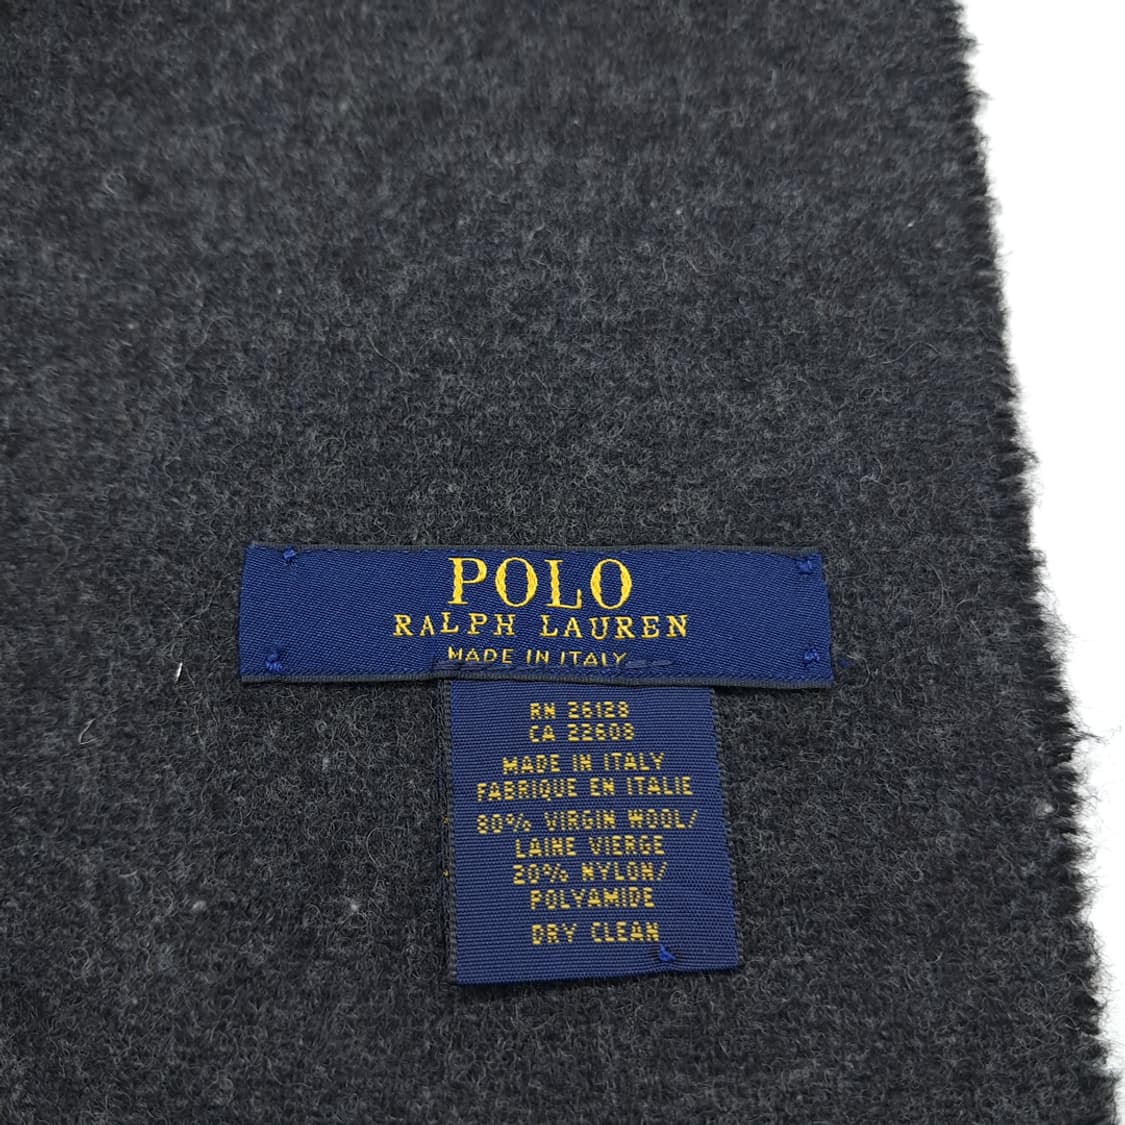 POLO
RALPH LAUREN
MADE IN ITALY
RN 26128
CA 22608
MADE IN ITALY
FABRIQUE EN ITALIE
80% VIRGIN WOOL/
LAINE VIERGE
20% NYLON/
POLYAMIDE
DRY CLEAN